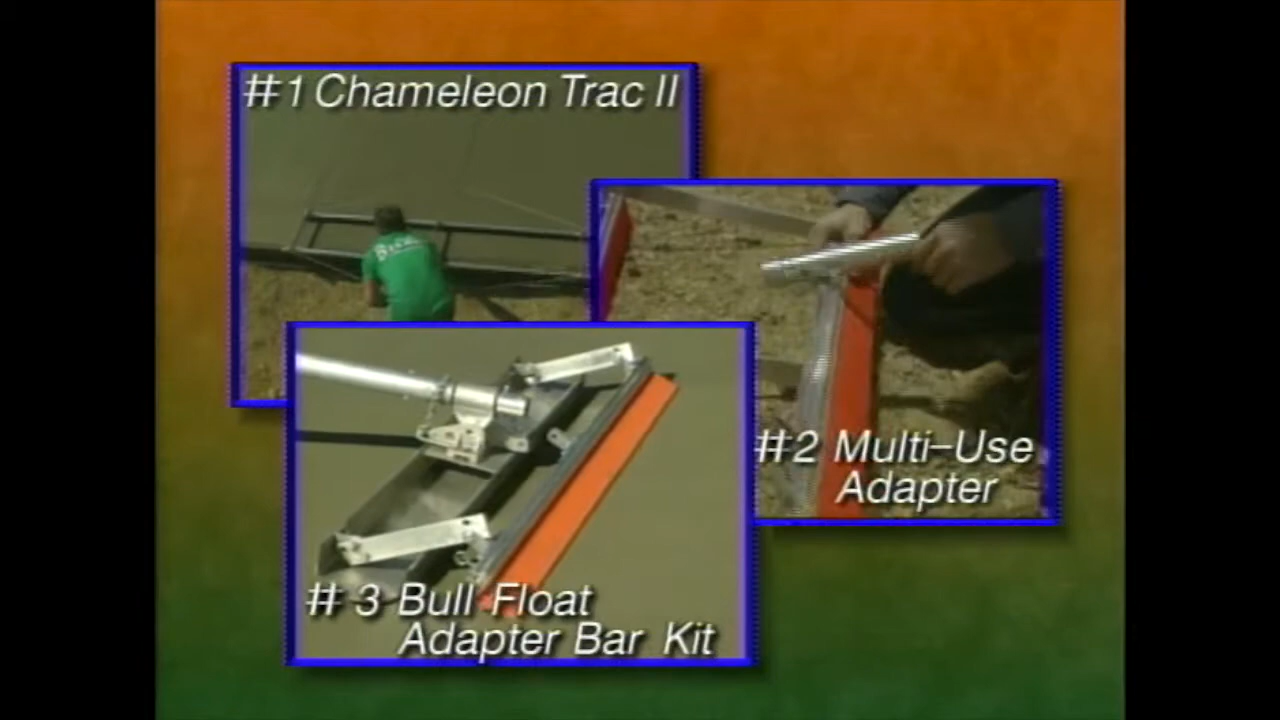 #1 Chameleon Trac II
#2 Multi-Use
Adapter
# 3 Bull Float
Adapter Bar Kit